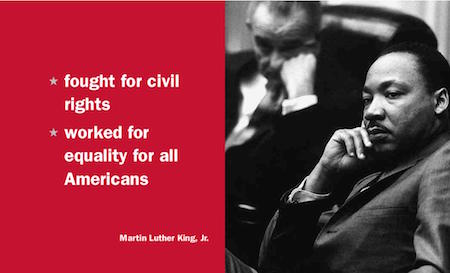 ★ fought for civil
rights
★ worked for
equality for all
Americans
Martin Luther King, Jr.